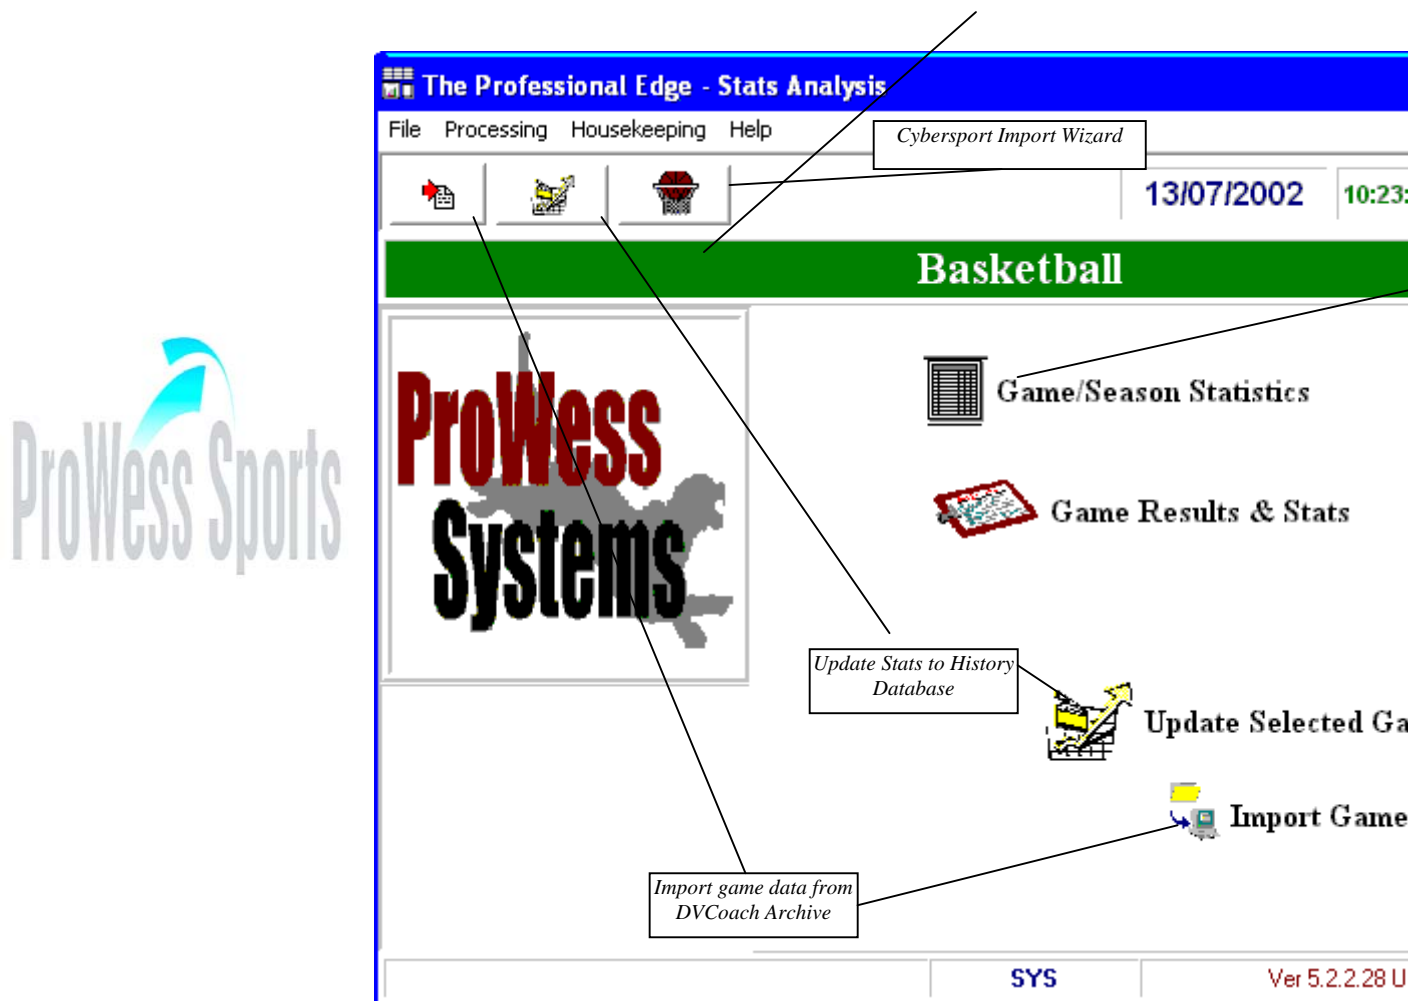 The Professional Edge - Stats Analysis
File Processing Housekeeping Help
Cybersport Import Wizard
13/07/2002 10:23:
Basketball
ProWess Sports
ProWess
Systems
Game/Season Statistics
Game Results & Stats
Update Stats to History
Database
Update Selected Ga
Import Game
Import game data from
DVCoach Archive
SYS Ver 5.2.2.28 U